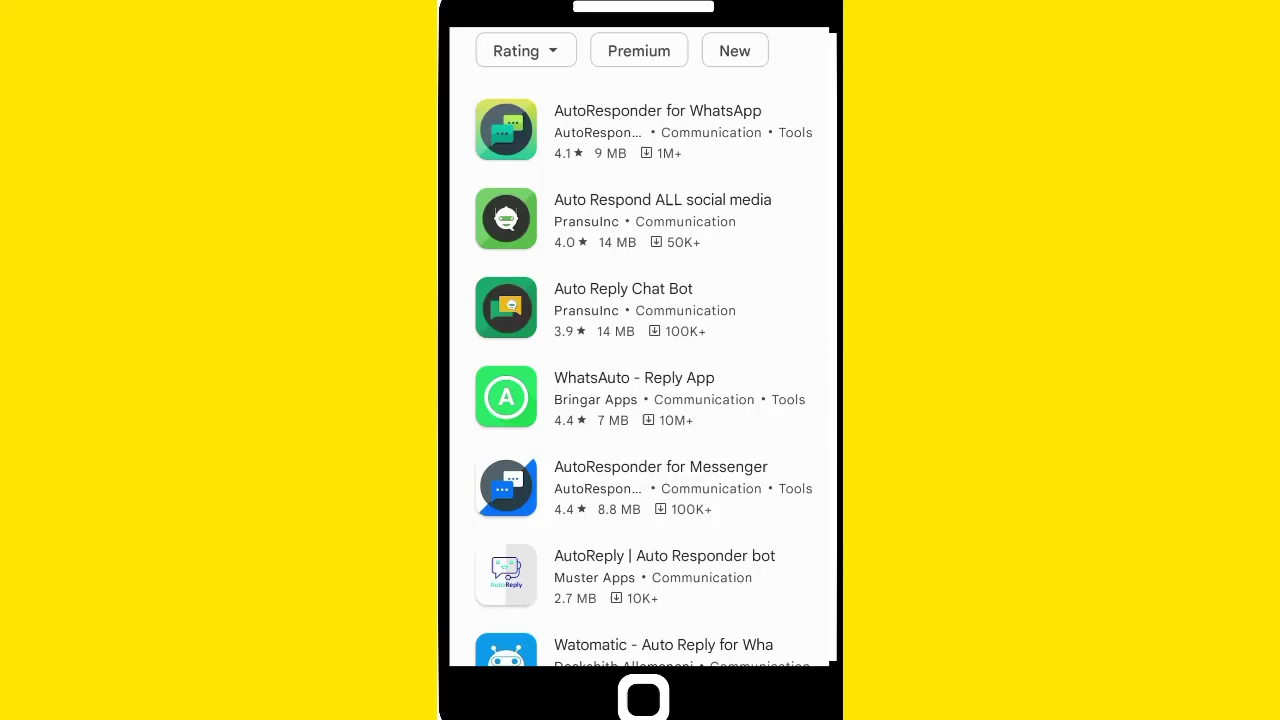 Rating Premium New
AutoResponder for WhatsApp
AutoRespon... • Communication • Tools
4.1★ 9 MB 1M+
Auto Respond ALL social media
PransuInc • Communication
4.0★ 14 MB 50K+
Auto Reply Chat Bot
PransuInc • Communication
3.9★ 14 MB 100K+
A
WhatsAuto - Reply App
Bringar Apps • Communication • Tools
4.4★ 7 MB 10M+
AutoResponder for Messenger
AutoRespon... • Communication • Tools
4.4★ 8.8 MB 100K+
AutoReply | Auto Responder bot
AutoReply
Muster Apps • Communication
2.7 MB 10K+
Watomatic - Auto Reply for Wha
• Communication